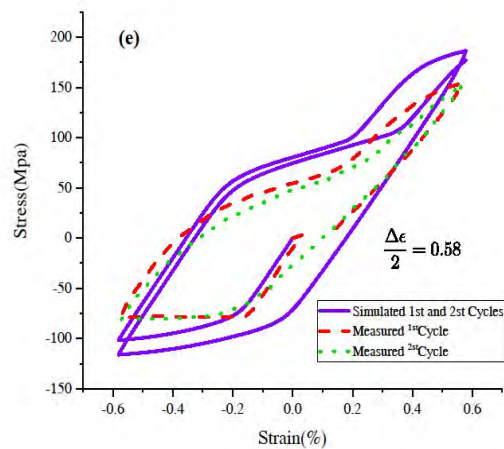 (e)
200
150
100
50
0
-50
-100
-150
Stress(Mpa)
Δϵ/2 = 0.58
Simulated 1st and 2st Cycles
Measured 1stCycle
Measured 2stCycle
-0.6 -0.4 -0.2 0.0 0.2 0.4 0.6
Strain(%)